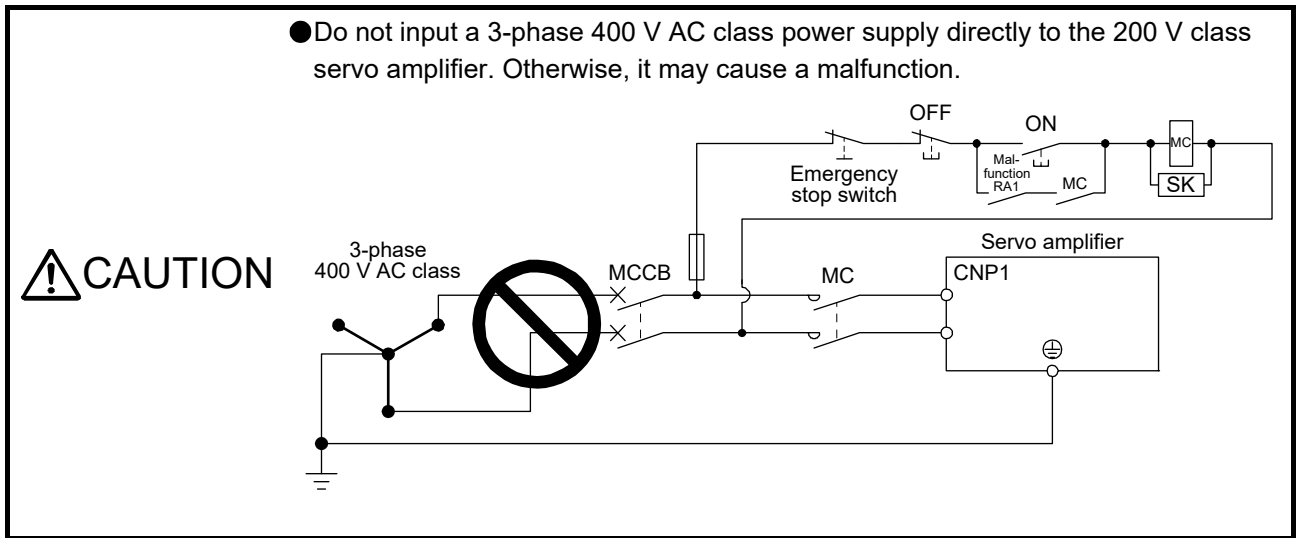 ●Do not input a 3-phase 400 V AC class power supply directly to the 200 V class
servo amplifier. Otherwise, it may cause a malfunction.
OFF
ON
MC
Emergency
stop switch
Mal-
function
RA1
MC
SK
CAUTION
3-phase
400 V AC class
MCCB
MC
Servo amplifier
CNP1